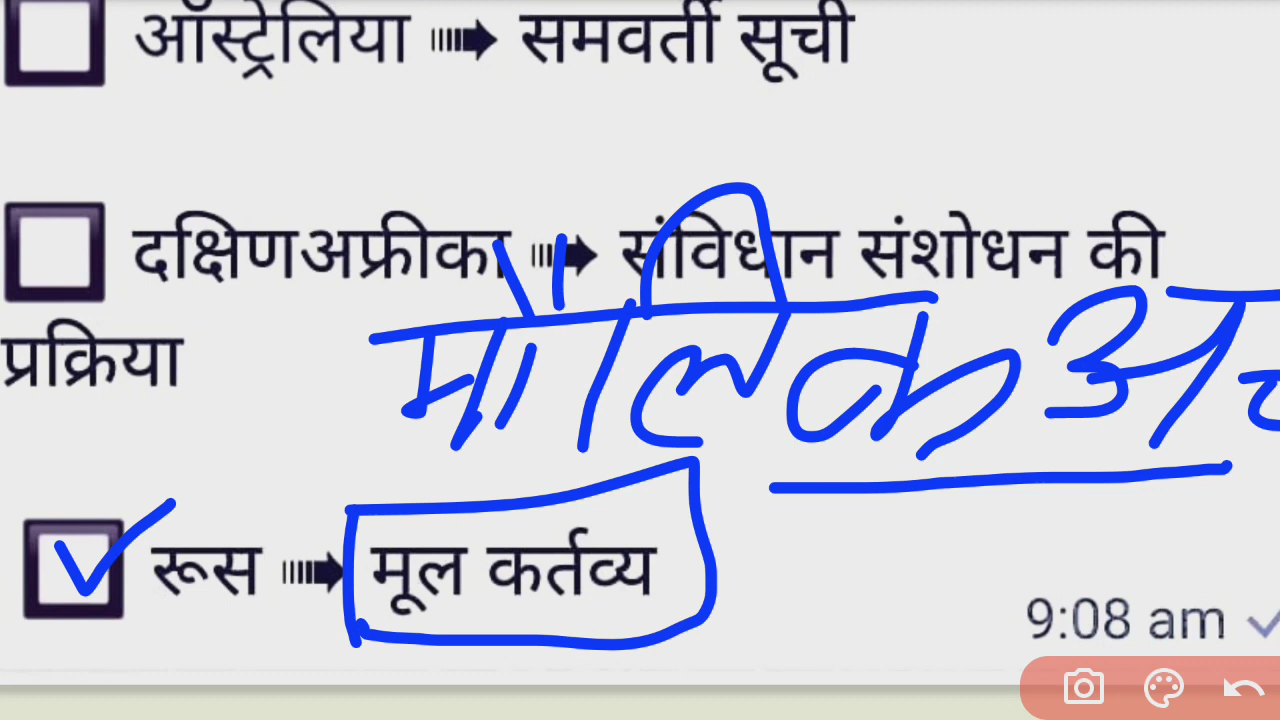 ऑस्ट्रेलिया ➠ समवर्ती सूची
दक्षिणअफ्रीका ➠ संविधान संशोधन की
प्रक्रिया
मौलिक
रूस ➠ मूल कर्तव्य
9:08 am